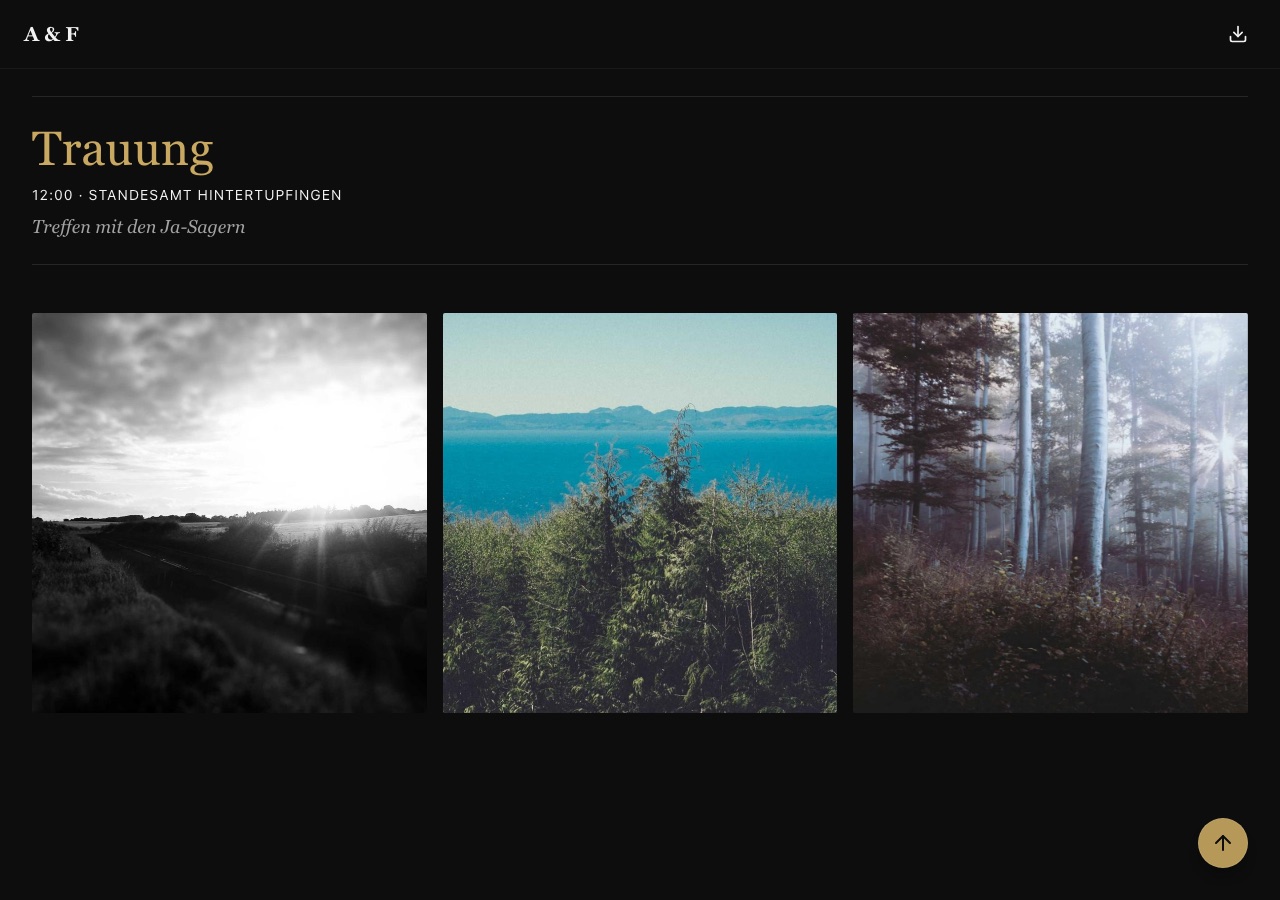 A & F
Trauung
12:00 · STANDESAMT HINTERTUPFINGEN
Treffen mit den Ja-Sagern